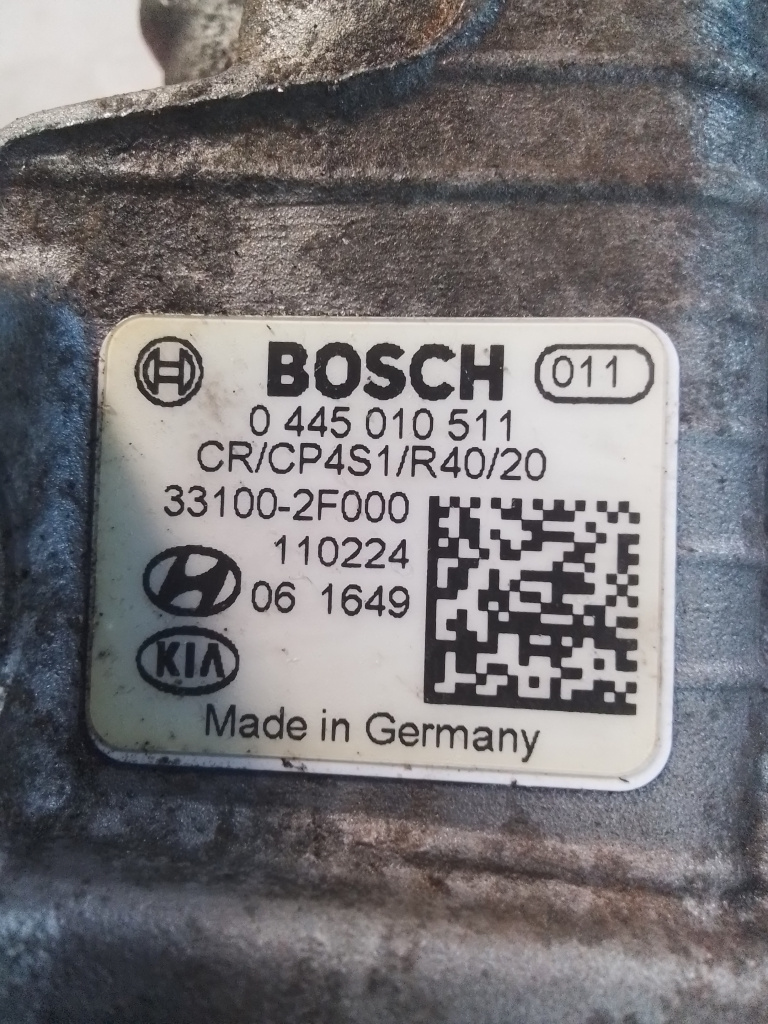 BOSCH 011
0 445 010 511
CR/CP4S1/R40/20
33100-2F000
110224
06 1649
KIA
Made in Germany